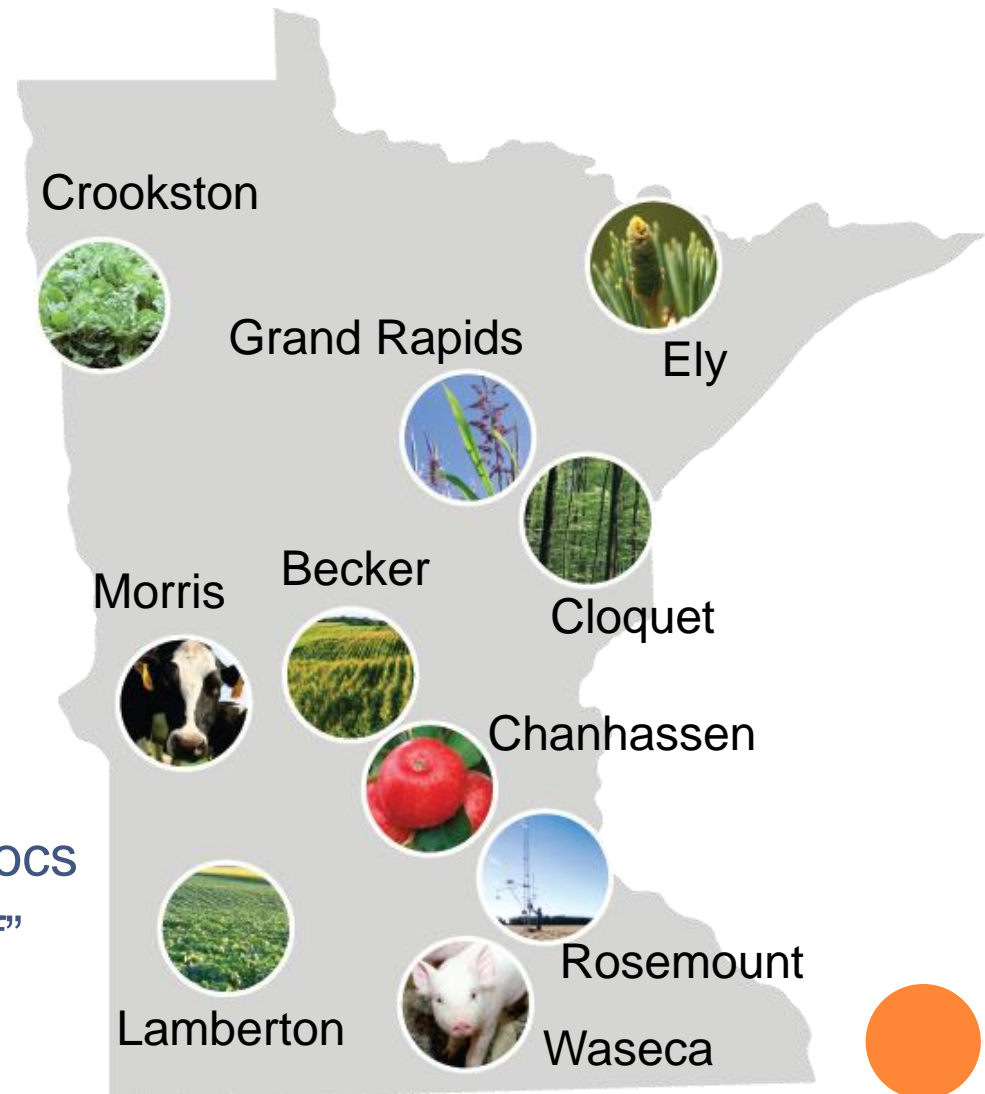 Crookston
Grand Rapids
Ely
Becker
Morris
Cloquet
Chanhassen
Rosemount
Lamberton
Waseca